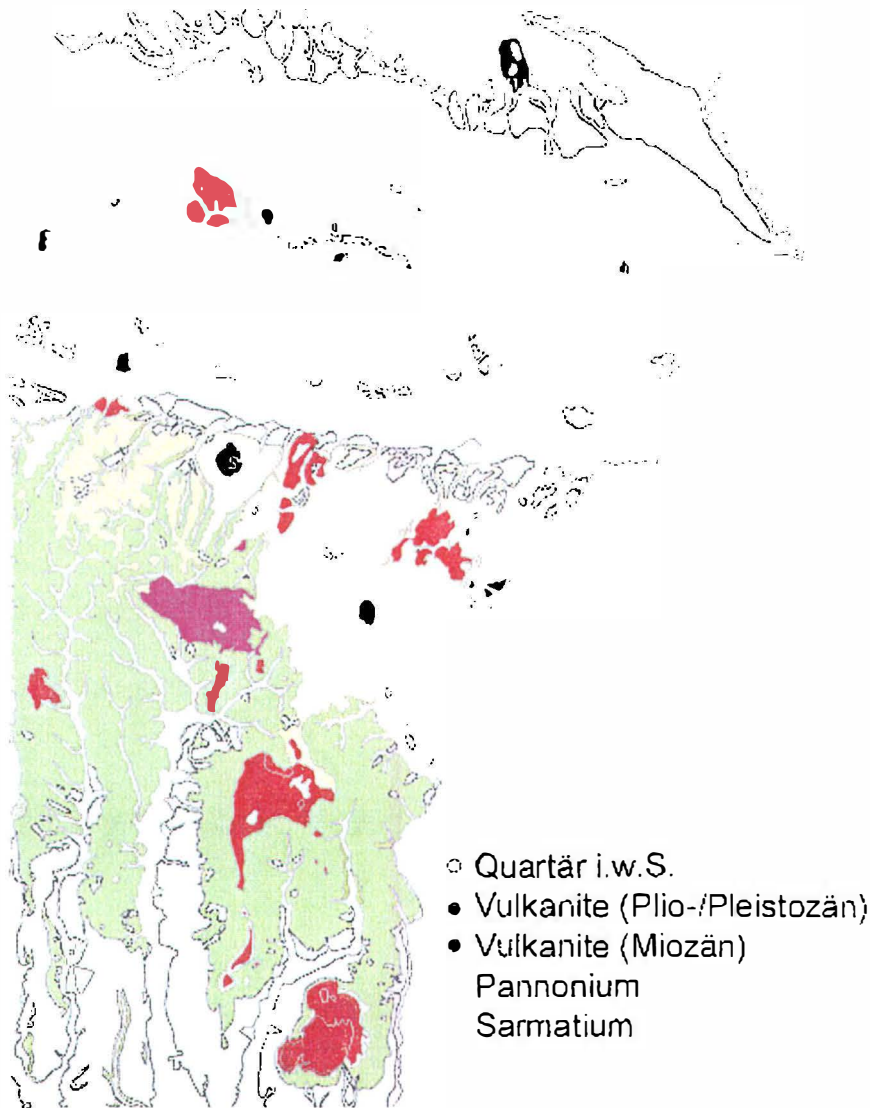 Quartär i.w.S.
Vulkanite (Plio-/Pleistozän)
Vulkanite (Miozän)
Pannonium
Sarmatium